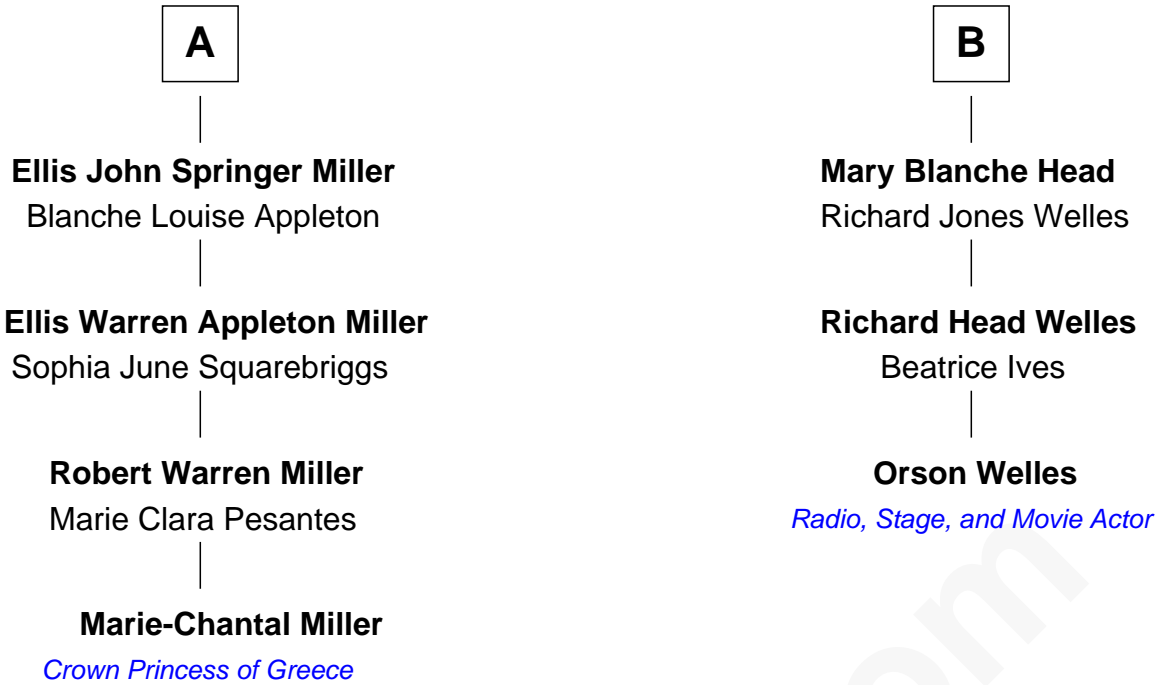 A
Ellis John Springer Miller
Blanche Louise Appleton
Ellis Warren Appleton Miller
Sophia June Squarebriggs
Robert Warren Miller
Marie Clara Pesantes
Marie-Chantal Miller
Crown Princess of Greece
B
Mary Blanche Head
Richard Jones Welles
Richard Head Welles
Beatrice Ives
Orson Welles
Radio, Stage, and Movie Actor
om